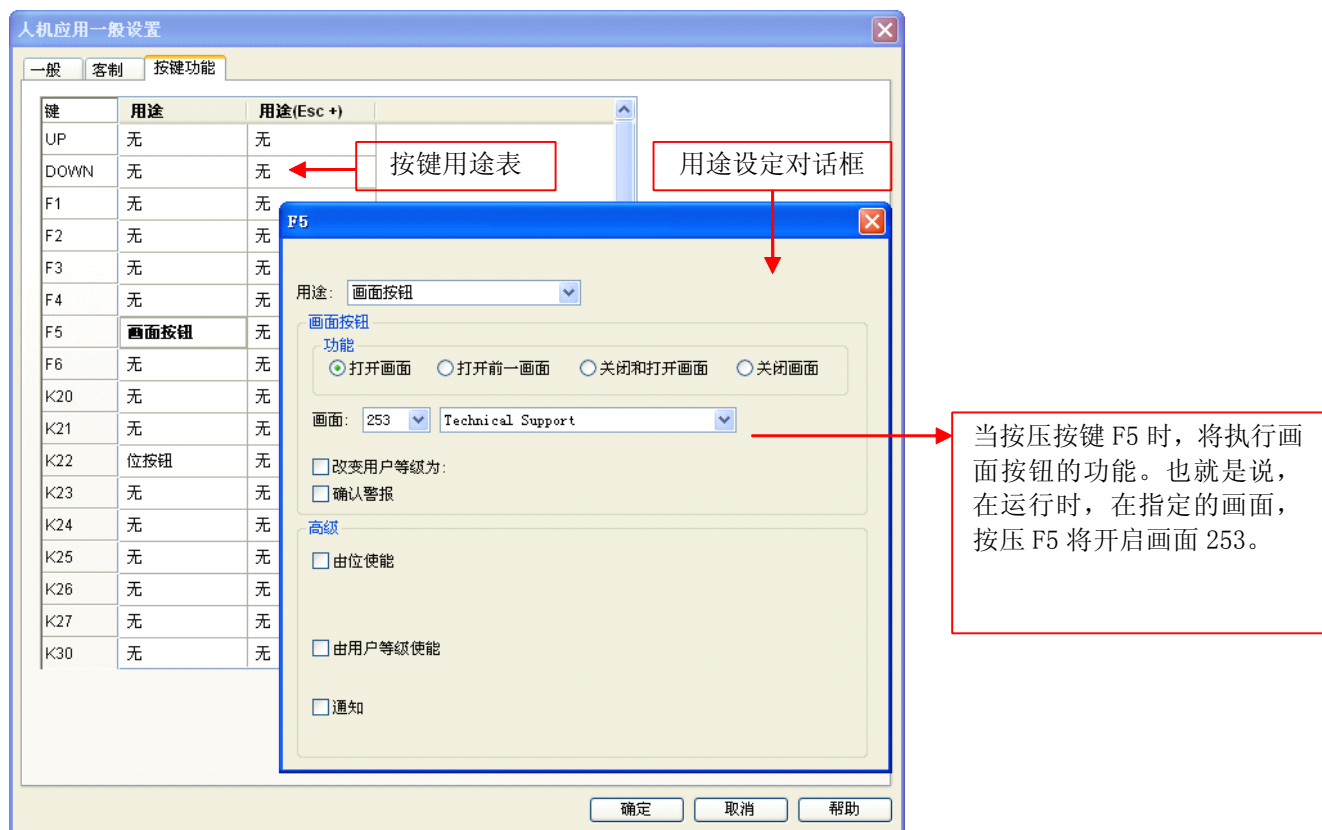 人机应用一般设置
一般 客制 按键功能
键 用途 用途(Esc +)
UP 无 无
DOWN 无 无
F1 无 无
F2 无 无
F3 无 无
F4 无 无
F5 画面按钮 无
F6 无 无
K20 无 无
K21 无 无
K22 位按钮 无
K23 无 无
K24 无 无
K25 无 无
K26 无 无
K27 无 无
K30 无 无
按键用途表
用途设定对话框
F5
用途: 画面按钮
画面按钮
功能
打开画面 打开前一画面 关闭和打开画面 关闭画面
画面: 253 Technical Support
改变用户等级为:
确认警报
高级
由位使能
由用户等级使能
通知
当按压按键 F5 时，将执行画
面按钮的功能。也就是说，
在运行时，在指定的画面，
按压 F5 将开启画面 253。
确定 取消 帮助